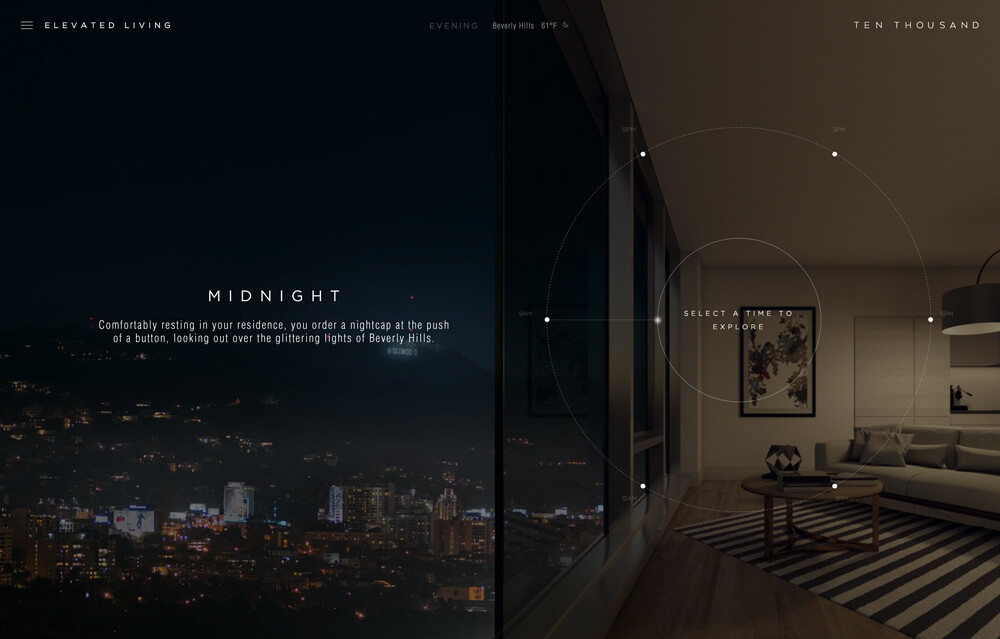 ELEVATED LIVING
EVENING Beverly Hills 61°F
TEN THOUSAND
12PM
3PM
9AM
6PM
SELECT A TIME TO
EXPLORE
12AM
MIDNIGHT
Comfortably resting in your residence, you order a nightcap at the push
of a button, looking out over the glittering lights of Beverly Hills.